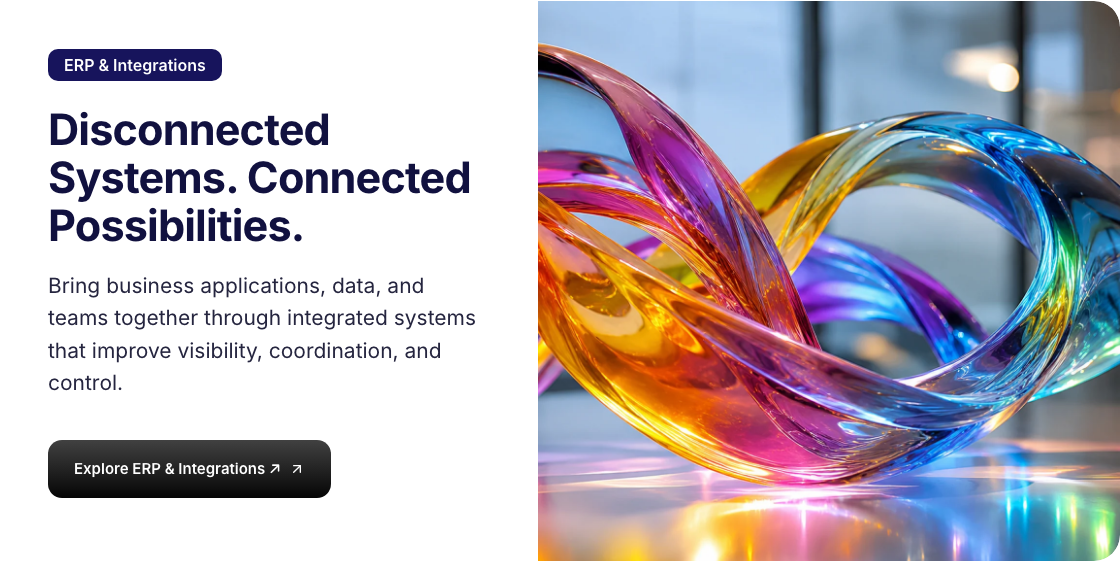 ERP & Integrations
Disconnected
Systems. Connected
Possibilities.
Bring business applications, data, and
teams together through integrated systems
that improve visibility, coordination, and
control.
Explore ERP & Integrations ↗ ↗